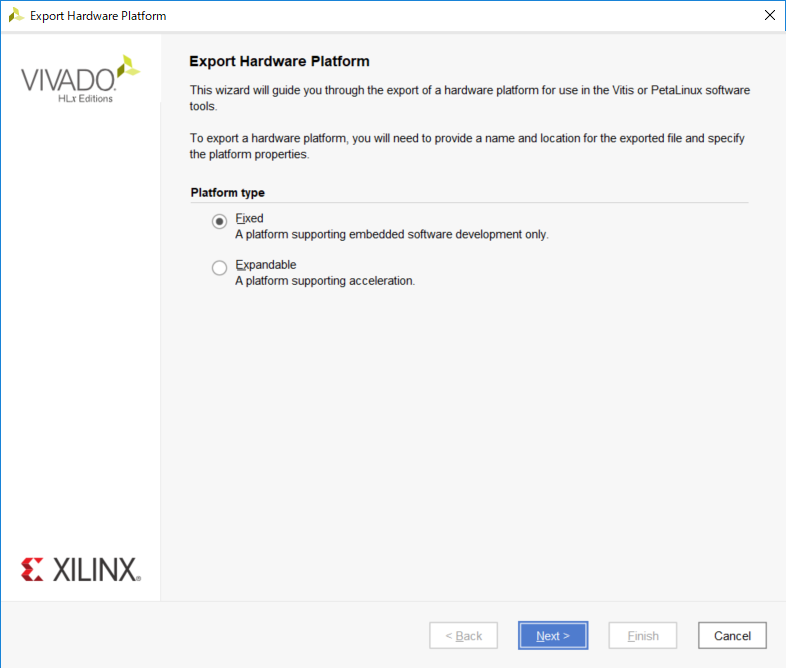 Export Hardware Platform
VIVADO.
HLx Editions
Export Hardware Platform
This wizard will guide you through the export of a hardware platform for use in the Vitis or PetaLinux software
tools.
To export a hardware platform, you will need to provide a name and location for the exported file and specify
the platform properties.
Platform type
Fixed
A platform supporting embedded software development only.
Expandable
A platform supporting acceleration.
XILINX®
< Back
Next >
Finish
Cancel